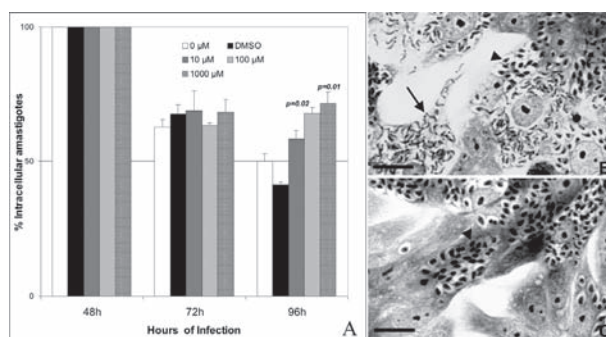 100
50
0
% Intracellular amastigotes
0 µM DMSO
10 µM 100 µM
1000 µM
p=0.02
p=0.01
48h 72h 96h
Hours of Infection
A